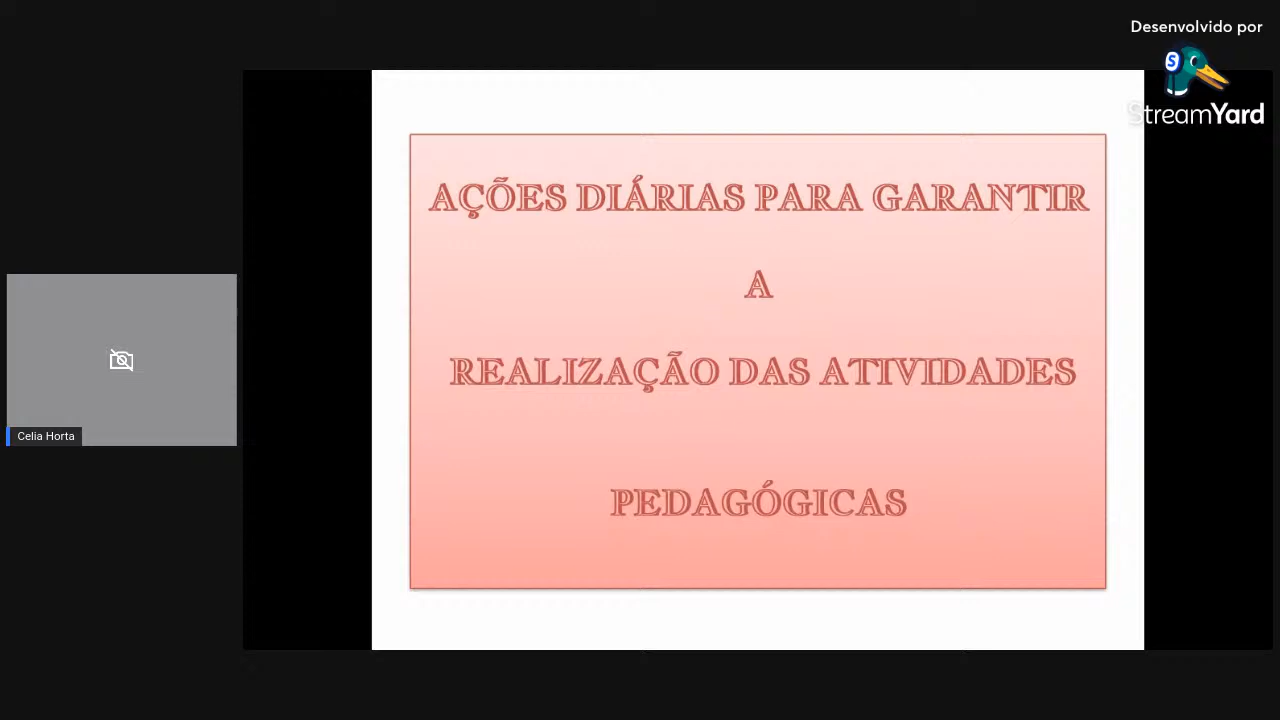 Desenvolvido por
StreamYard
AÇÕES DIÁRIAS PARA GARANTIR
A
REALIZAÇÃO DAS ATIVIDADES
PEDAGÓGICAS
Celia Horta